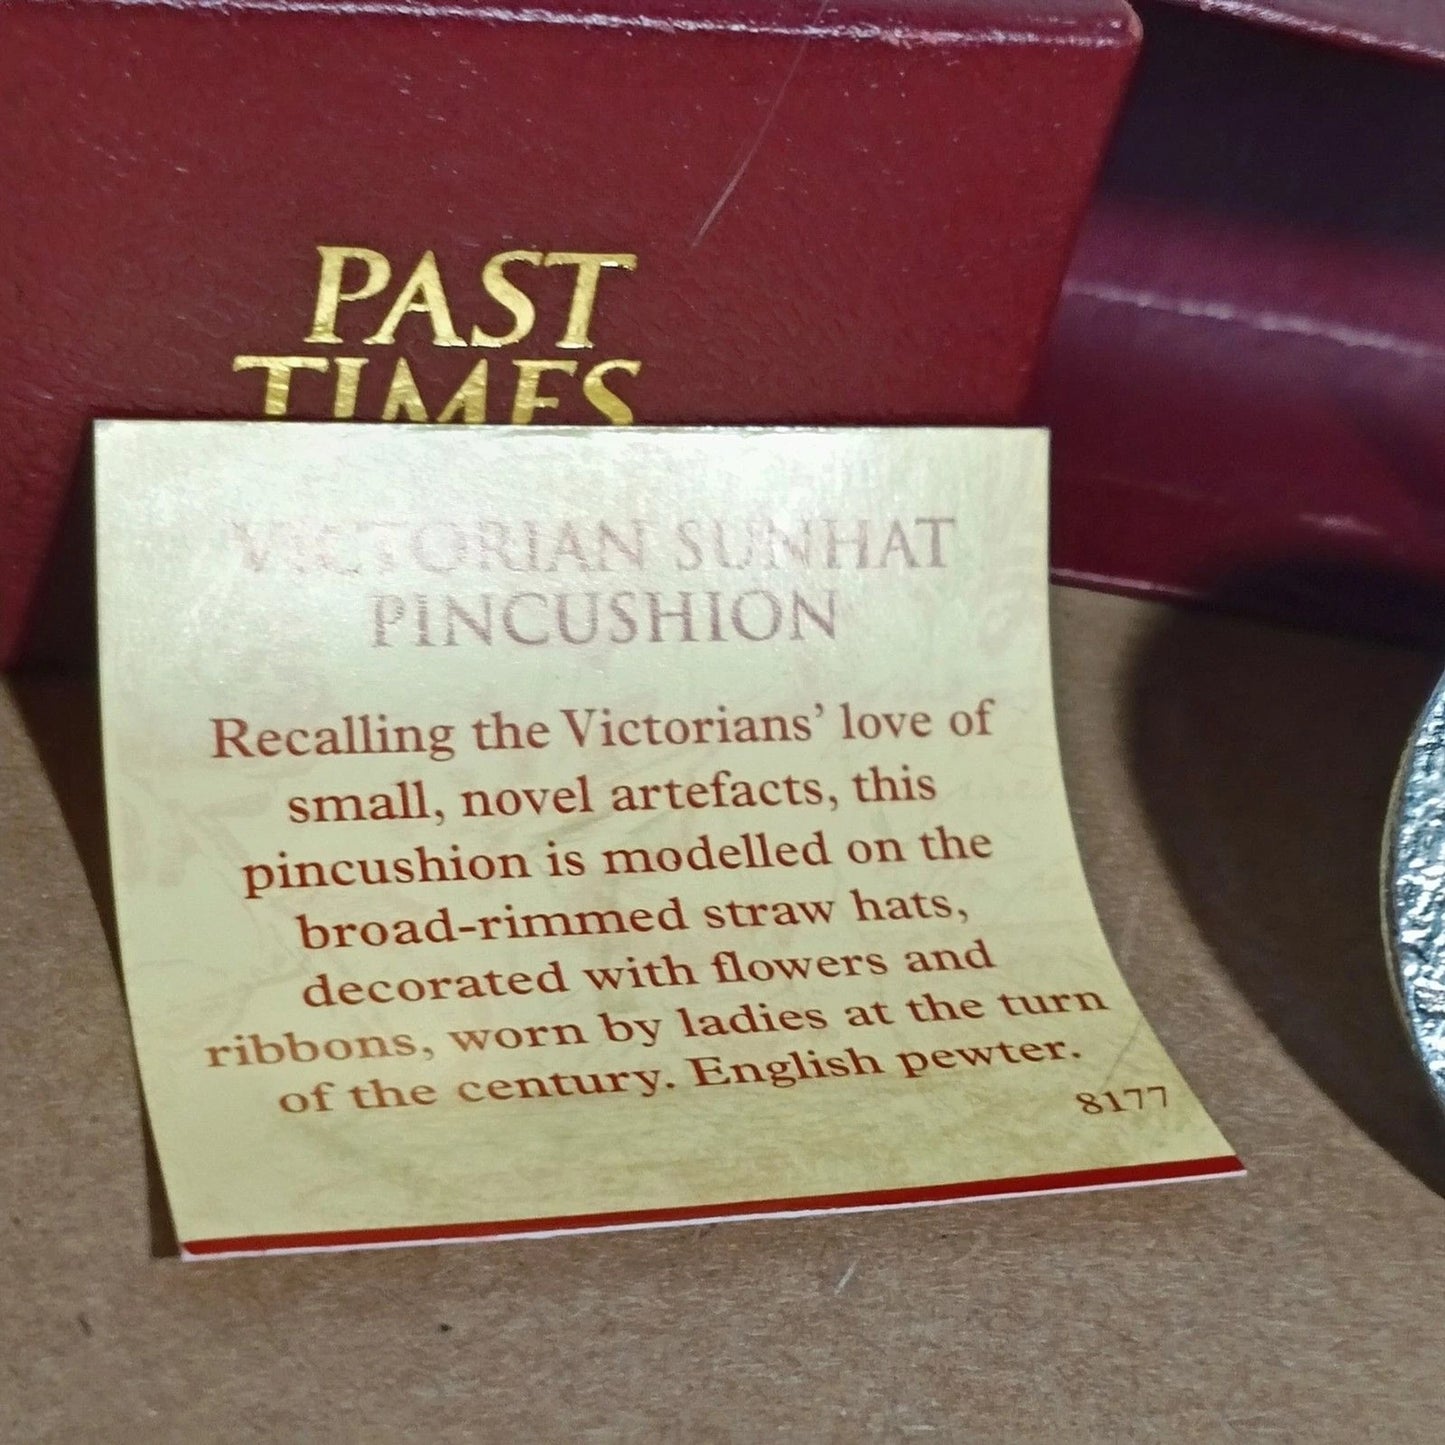 PAST
TIMES
VICTORIAN SUNHAT
PINCUSHION
Recalling the Victorians’ love of
small, novel artefacts, this
pincushion is modelled on the
broad-rimmed straw hats,
decorated with flowers and
ribbons, worn by ladies at the turn
of the century. English pewter.
8177